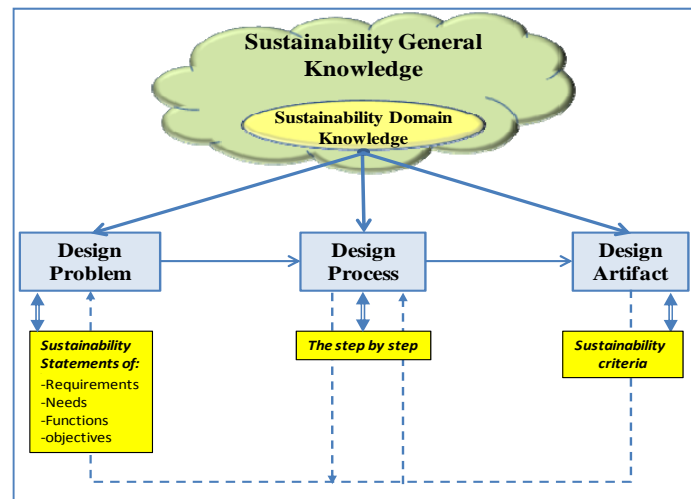 Sustainability General
Knowledge
Sustainability Domain
Knowledge
Design
Problem
Design
Process
Design
Artifact
Sustainability
Statements of:
-Requirements
-Needs
-Functions
-objectives
The step by step
Sustainability
criteria